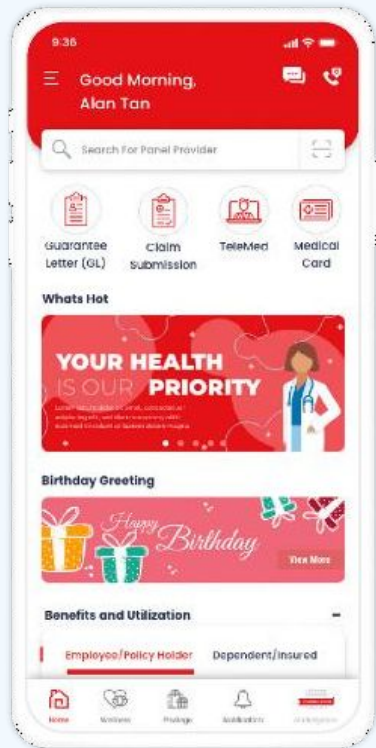 9:36
Good Morning,
Alan Tan
Search For Panel Provider
Guarantee
Letter (GL)
Claim
Submission
TeleMed
Medical
Card
Whats Hot
YOUR HEALTH
IS OUR PRIORITY
Birthday Greeting
Happy
Birthday
View More
Benefits and Utilization
Employee/Policy Holder
Dependent/Insured
Home
Wellness
Privilege
Notifications